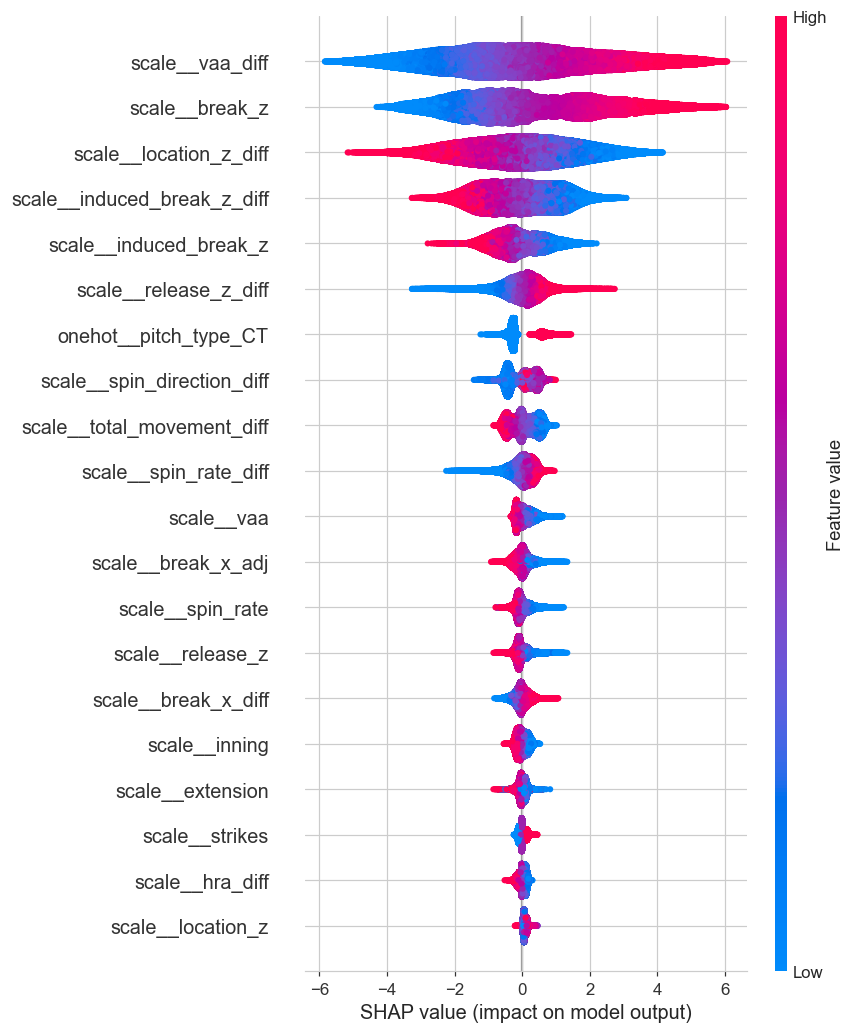 High
scale__vaa_diff
scale__break_z
scale__location_z_diff
scale__induced_break_z_diff
scale__induced_break_z
scale__release_z_diff
onehot__pitch_type_CT
scale__spin_direction_diff
scale__total_movement_diff
scale__spin_rate_diff
scale__vaa
scale__break_x_adj
scale__spin_rate
scale__release_z
scale__break_x_diff
scale__inning
scale__extension
scale__strikes
scale__hra_diff
scale__location_z
Feature value
Low
−6 −4 −2 0 2 4 6
SHAP value (impact on model output)